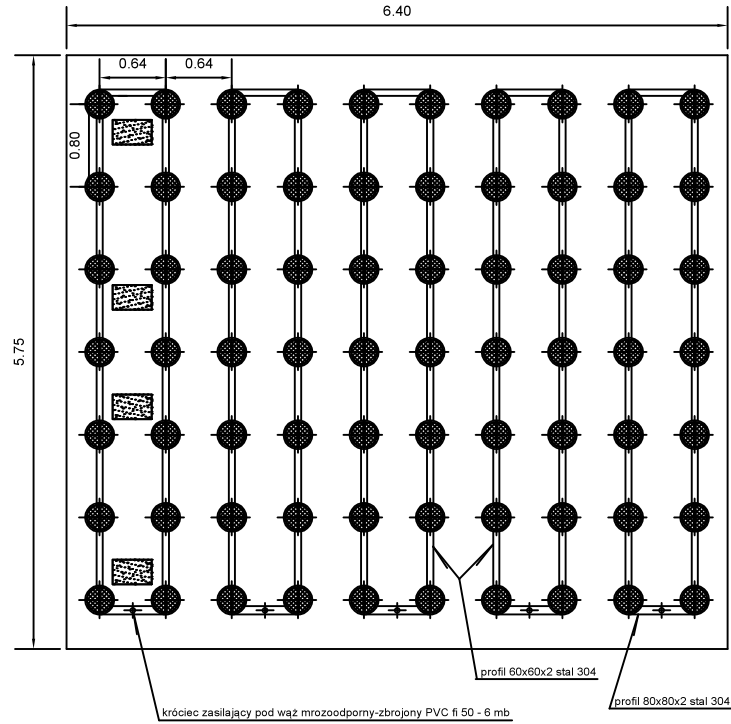 6.40
0.64
0.64
0.80
5.75
profil 60x60x2 stal 304
profil 80x80x2 stal 304
króciec zasilający pod wąż mrozoodporny-zbrojony PVC fi 50 - 6 mb